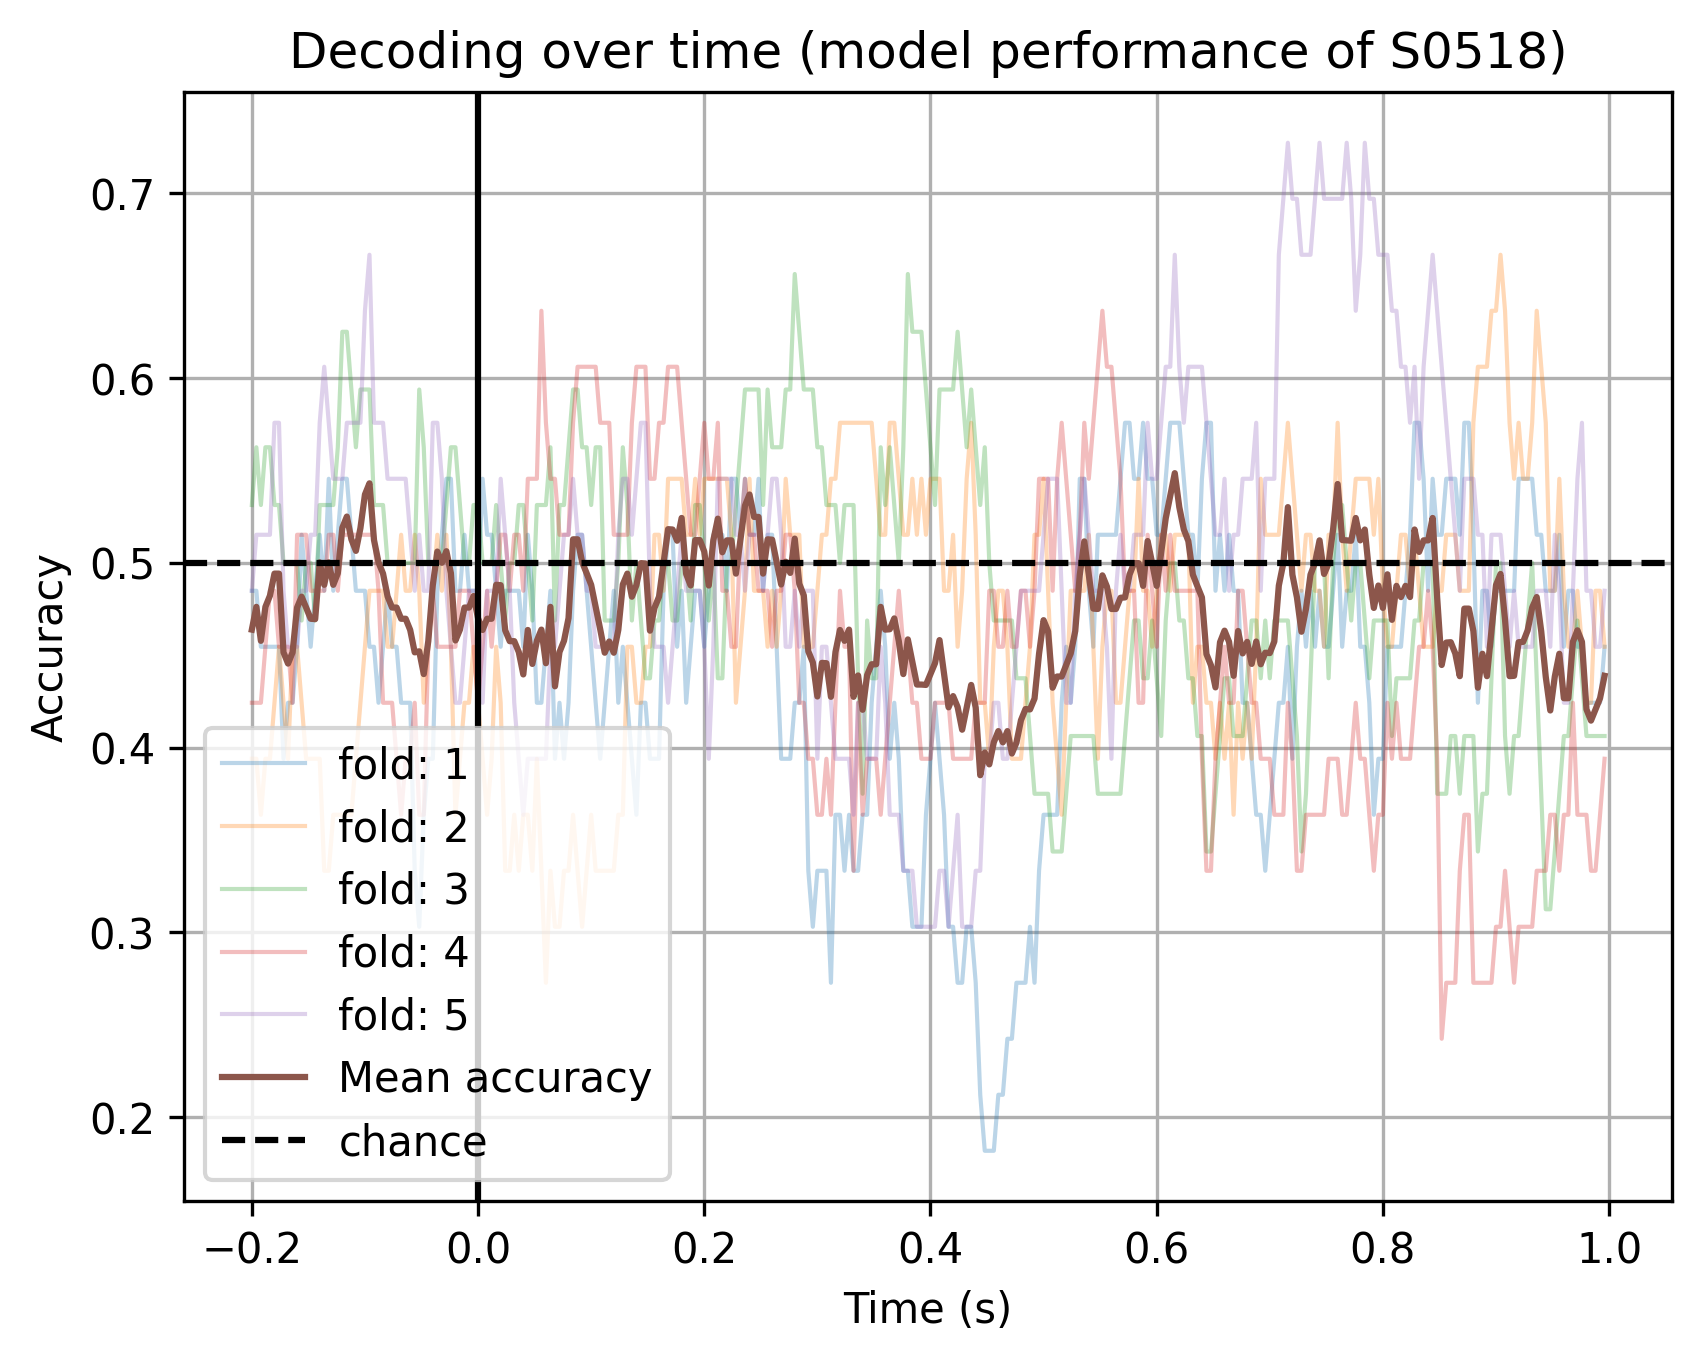 Decoding over time (model performance of S0518)
Accuracy
0.7
0.6
0.5
0.4
0.3
0.2
fold: 1
fold: 2
fold: 3
fold: 4
fold: 5
Mean accuracy
chance
−0.2 0.0 0.2 0.4 0.6 0.8 1.0
Time (s)